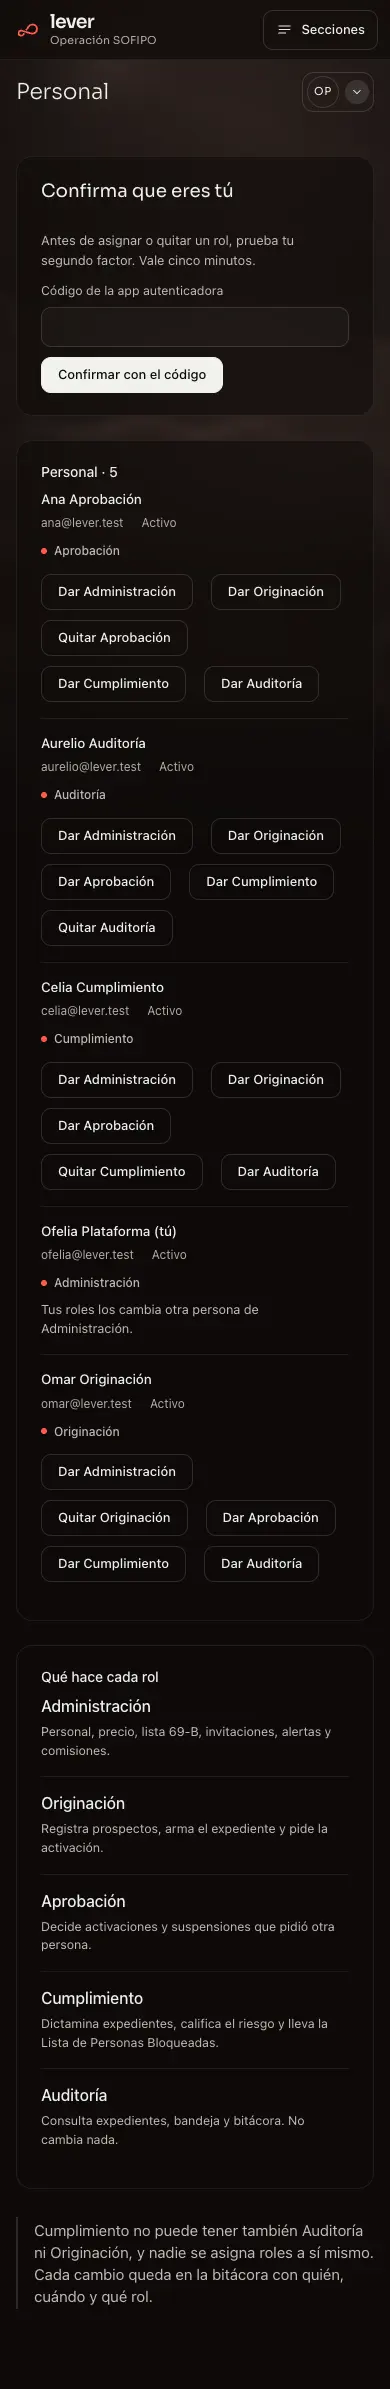 lever
Operación SOFIPO
Secciones
Personal
OP
Confirma que eres tú
Antes de asignar o quitar un rol, prueba tu
segundo factor. Vale cinco minutos.
Código de la app autenticadora
Confirmar con el código
Personal · 5
Ana Aprobación
ana@lever.test Activo
Aprobación
Dar Administración Dar Originación
Quitar Aprobación
Dar Cumplimiento Dar Auditoría
Aurelio Auditoría
aurelio@lever.test Activo
Auditoría
Dar Administración Dar Originación
Dar Aprobación Dar Cumplimiento
Quitar Auditoría
Celia Cumplimiento
celia@lever.test Activo
Cumplimiento
Dar Administración Dar Originación
Dar Aprobación
Quitar Cumplimiento Dar Auditoría
Ofelia Plataforma (tú)
ofelia@lever.test Activo
Administración
Tus roles los cambia otra persona de
Administración.
Omar Originación
omar@lever.test Activo
Originación
Dar Administración
Quitar Originación Dar Aprobación
Dar Cumplimiento Dar Auditoría
Qué hace cada rol
Administración
Personal, precio, lista 69-B, invitaciones, alertas y
comisiones.
Originación
Registra prospectos, arma el expediente y pide la
activación.
Aprobación
Decide activaciones y suspensiones que pidió otra
persona.
Cumplimiento
Dictamina expedientes, califica el riesgo y lleva la
Lista de Personas Bloqueadas.
Auditoría
Consulta expedientes, bandeja y bitácora. No
cambia nada.
Cumplimiento no puede tener también Auditoría
ni Originación, y nadie se asigna roles a sí mismo.
Cada cambio queda en la bitácora con quién,
cuándo y qué rol.